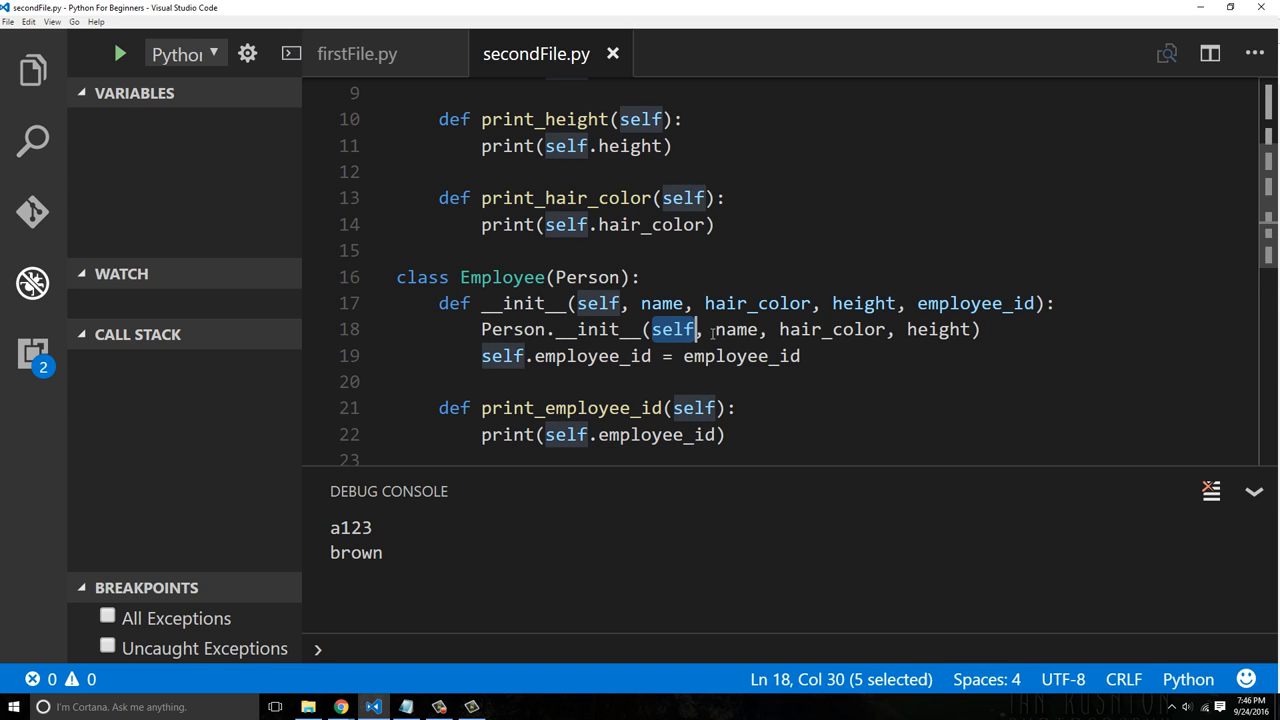 secondFile.py - Python For Beginners - Visual Studio Code
File Edit View Go Help
Python
firstFile.py
secondFile.py
VARIABLES
WATCH
CALL STACK
2
BREAKPOINTS
All Exceptions
Uncaught Exceptions
9
10 def print_height(self):
11 print(self.height)
12
13 def print_hair_color(self):
14 print(self.hair_color)
15
16 class Employee(Person):
17 def __init__(self, name, hair_color, height, employee_id):
18 Person.__init__(self, name, hair_color, height)
19 self.employee_id = employee_id
20
21 def print_employee_id(self):
22 print(self.employee_id)
23
DEBUG CONSOLE
a123
brown
0 0
Ln 18, Col 30 (5 selected) Spaces: 4 UTF-8 CRLF Python
I'm Cortana. Ask me anything.
7:46 PM
9/24/2016